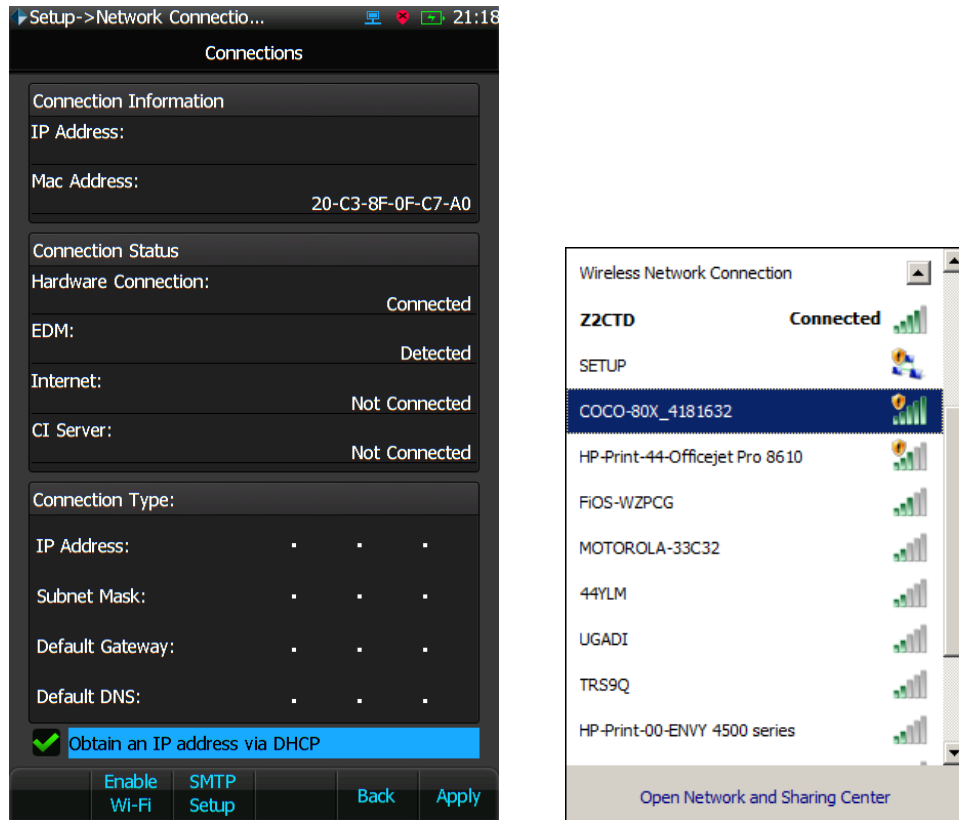 Setup->Network Connectio... 21:18
Connections
Connection Information
IP Address:
Mac Address:
20-C3-8F-0F-C7-A0
Connection Status
Hardware Connection:
Connected
EDM:
Detected
Internet:
Not Connected
CI Server:
Not Connected
Connection Type:
IP Address: . . .
Subnet Mask: . . .
Default Gateway: . . .
Default DNS: . . .
Obtain an IP address via DHCP
Enable SMTP
Wi-Fi Setup Back Apply
Wireless Network Connection
Z2CTD Connected
SETUP
COCO-80X_4181632
HP-Print-44-Officejet Pro 8610
FiOS-WZPCG
MOTOROLA-33C32
44YLM
UGADI
TRS9Q
HP-Print-00-ENVY 4500 series
Open Network and Sharing Center